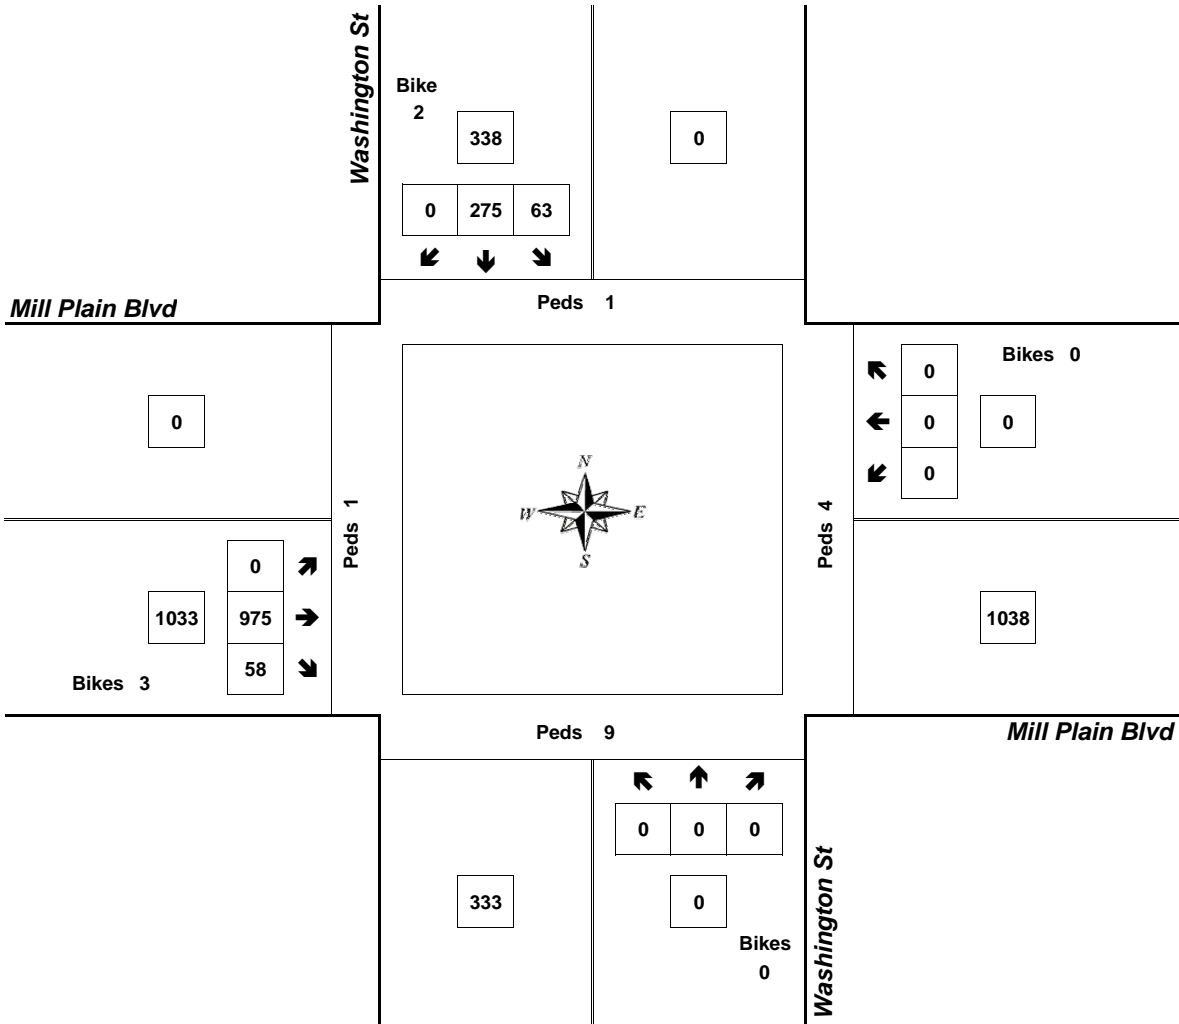 Washington St
Bike
2
338
0
0 275 63
Mill Plain Blvd
Peds 1
0
Bikes 0
0
0 0
0
0
N
W E
S
Peds 1
Peds 4
0
1033 975
58
Bikes 3
1038
Peds 9
Mill Plain Blvd
0 0 0
333
0
Bikes
0
Washington St